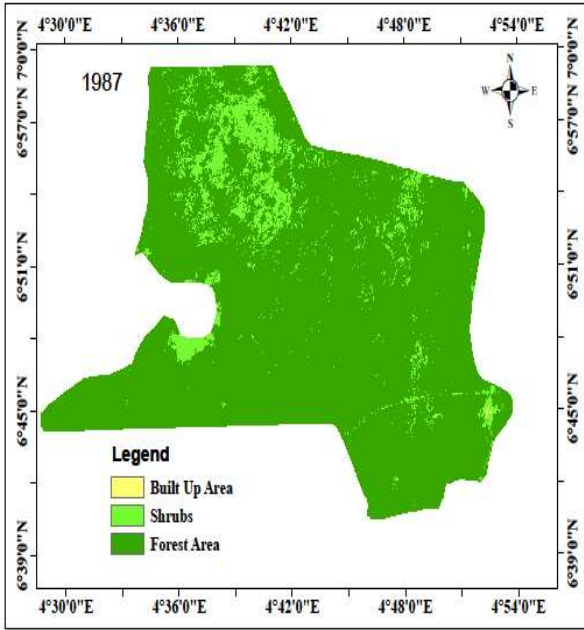 4°30'0"E 4°36'0"E 4°42'0"E 4°48'0"E 4°54'0"E
1987
N
W E
S
7°0'0"N 7°0'0"N
6°57'0"N 6°57'0"N
6°51'0"N 6°51'0"N
6°45'0"N 6°45'0"N
6°39'0"N 6°39'0"N
Legend
Built Up Area
Shrubs
Forest Area
4°30'0"E 4°36'0"E 4°42'0"E 4°48'0"E 4°54'0"E